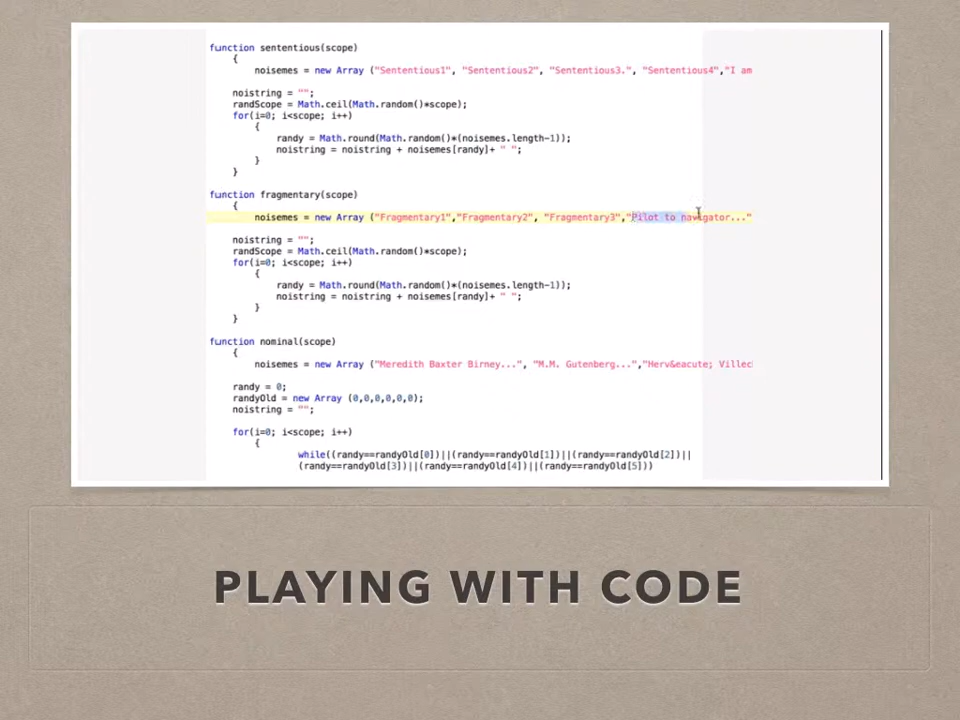 function sententious(scope)
{
noisemes = new Array ("Sententious1", "Sententious2", "Sententious3.", "Sententious4","I am
noistring = "";
randScope = Math.ceil(Math.random()*scope);
for(i=0; i<scope; i++)
{
randy = Math.round(Math.random()*(noisemes.length-1));
noistring = noistring + noisemes[randy]+ " ";
}
}
function fragmentary(scope)
{
noisemes = new Array ("Fragmentary1","Fragmentary2", "Fragmentary3","Pilot to navigator..."
noistring = "";
randScope = Math.ceil(Math.random()*scope);
for(i=0; i<scope; i++)
{
randy = Math.round(Math.random()*(noisemes.length-1));
noistring = noistring + noisemes[randy]+ " ";
}
}
function nominal(scope)
{
noisemes = new Array ("Meredith Baxter Birney...", "M.M. Gutenberg...","Herv&eacute; Villec
randy = 0;
randyOld = new Array (0,0,0,0,0,0);
noistring = "";
for(i=0; i<scope; i++)
{
while((randy==randyOld[0])||(randy==randyOld[1])||(randy==randyOld[2])||
(randy==randyOld[3])||(randy==randyOld[4])||(randy==randyOld[5]))
PLAYING WITH CODE